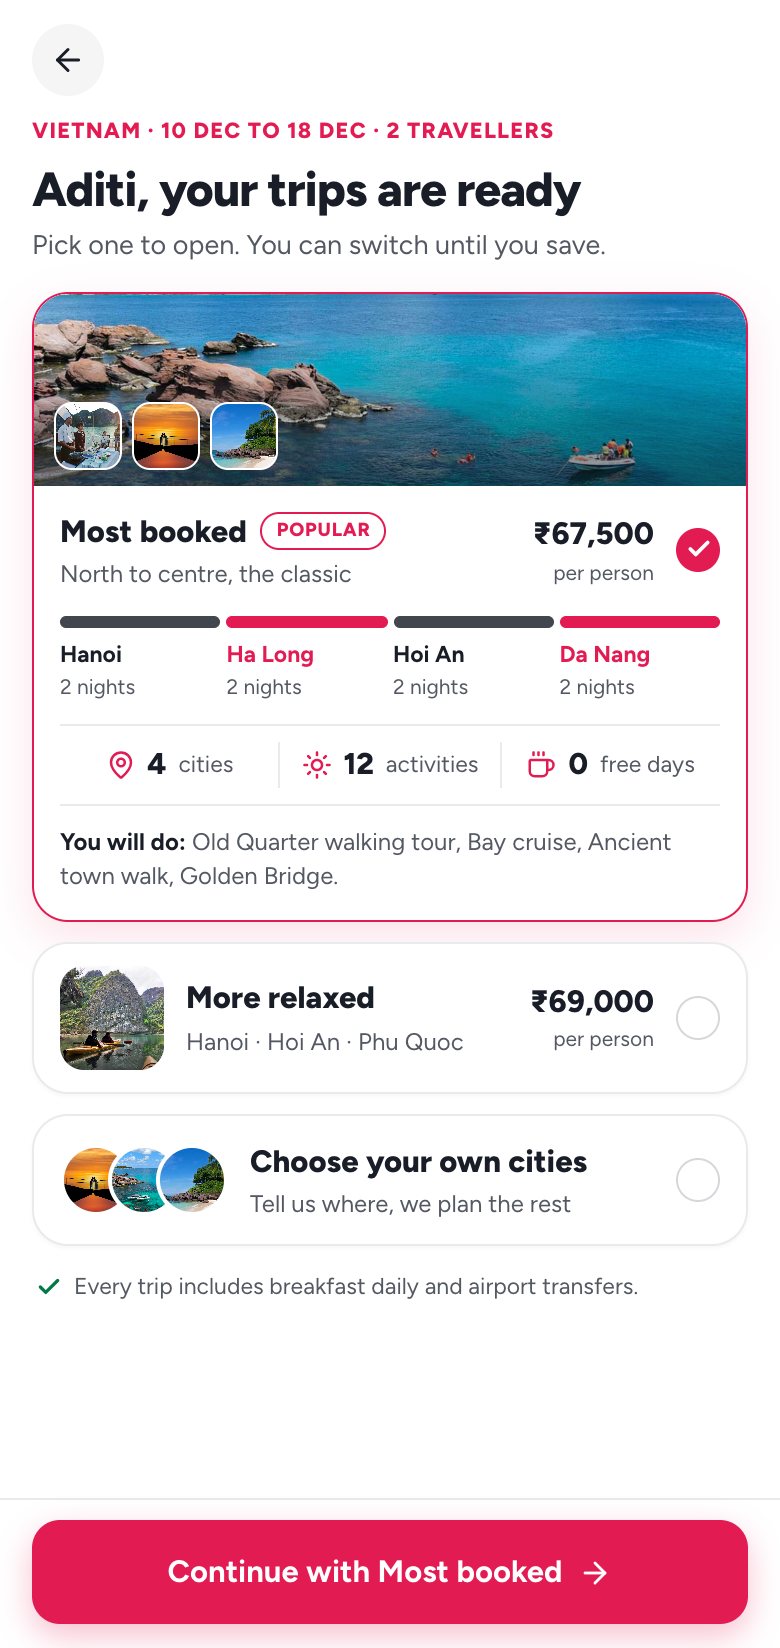 VIETNAM · 10 DEC TO 18 DEC · 2 TRAVELLERS
Aditi, your trips are ready
Pick one to open. You can switch until you save.
Most booked POPULAR ₹67,500
North to centre, the classic per person
Hanoi Ha Long Hoi An Da Nang
2 nights 2 nights 2 nights 2 nights
4 cities 12 activities 0 free days
You will do: Old Quarter walking tour, Bay cruise, Ancient
town walk, Golden Bridge.
More relaxed ₹69,000
Hanoi · Hoi An · Phu Quoc per person
Choose your own cities
Tell us where, we plan the rest
Every trip includes breakfast daily and airport transfers.
Continue with Most booked →